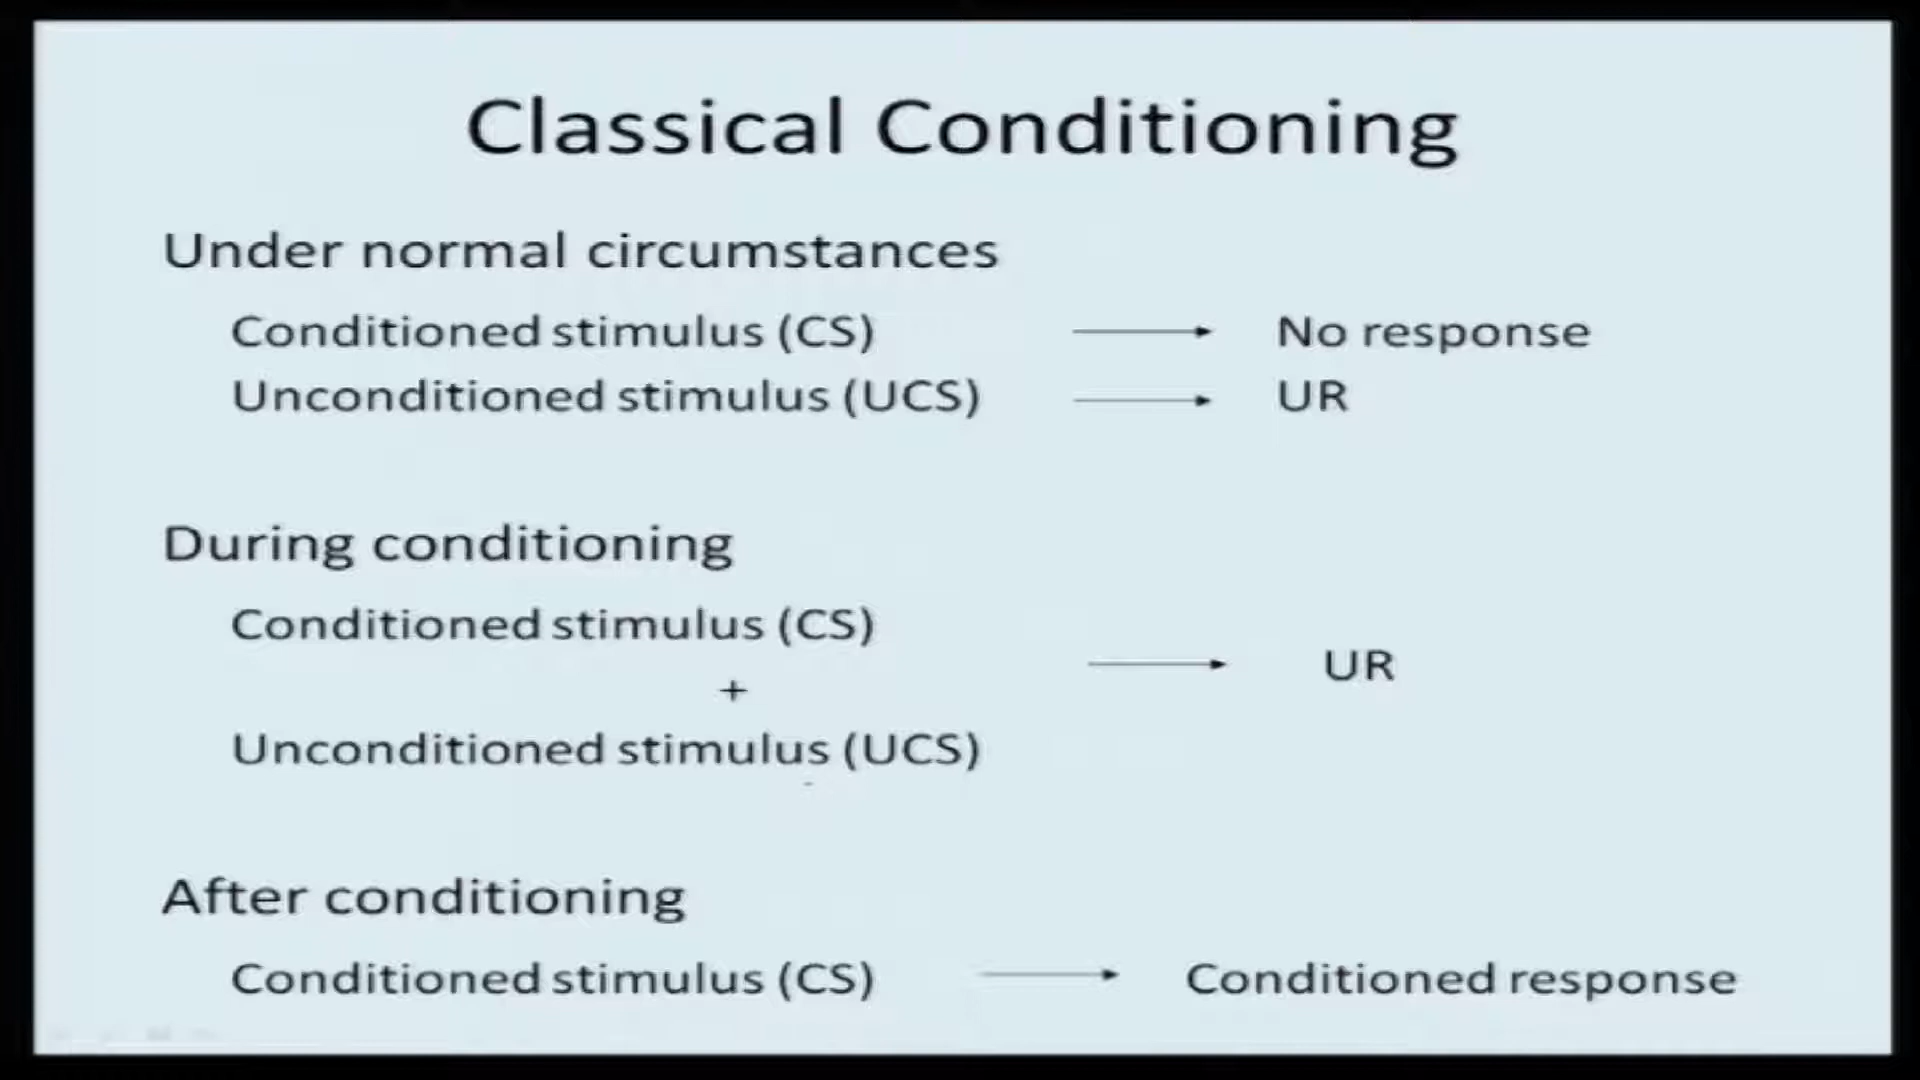 Classical Conditioning
Under normal circumstances
Conditioned stimulus (CS) No response
Unconditioned stimulus (UCS) UR
During conditioning
Conditioned stimulus (CS)
+ UR
Unconditioned stimulus (UCS)
After conditioning
Conditioned stimulus (CS) Conditioned response